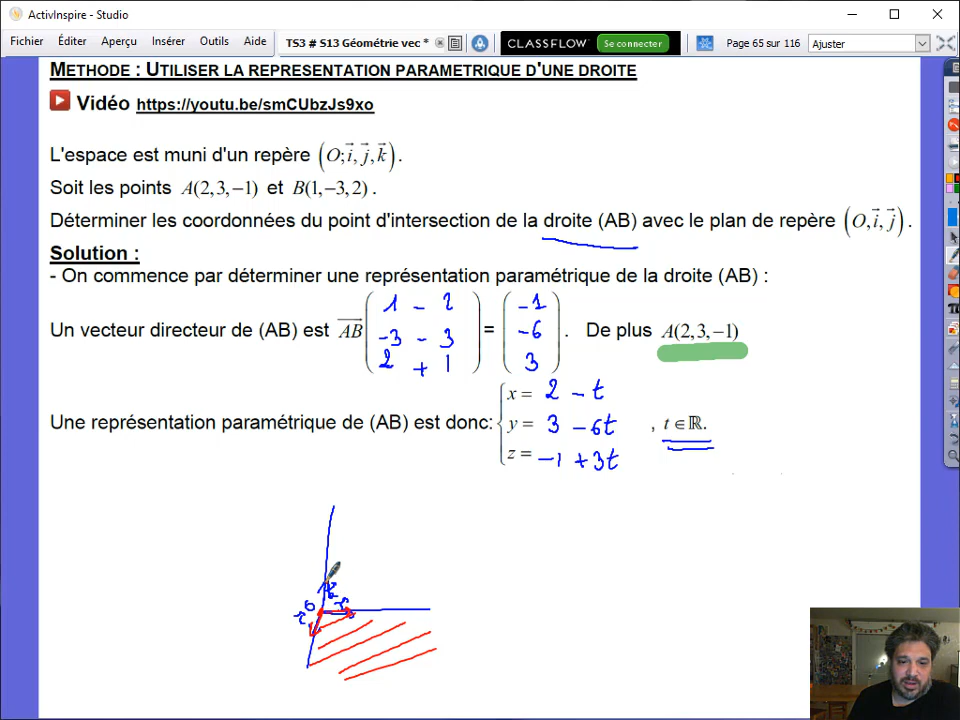 ActivInspire - Studio
Fichier Éditer Aperçu Insérer Outils Aide TS3 # S13 Géométrie vec * CLASSFLOW Se connecter Page 65 sur 116 Ajuster
METHODE : UTILISER LA REPRESENTATION PARAMETRIQUE D'UNE DROITE
Vidéo https://youtu.be/smCUbzJs9xo
L'espace est muni d'un repère (O; i, j, k).
Soit les points A(2,3,−1) et B(1,−3,2).
Déterminer les coordonnées du point d'intersection de la droite (AB) avec le plan de repère (O, i, j).
Solution :
- On commence par déterminer une représentation paramétrique de la droite (AB) :
1 - 2 -1
Un vecteur directeur de (AB) est AB -3 - 3 = -6 . De plus A(2,3,−1)
2 + 1 3
x = 2 - t
Une représentation paramétrique de (AB) est donc: y = 3 - 6t , t ∈ ℝ.
z = -1 + 3t
k
O j
i